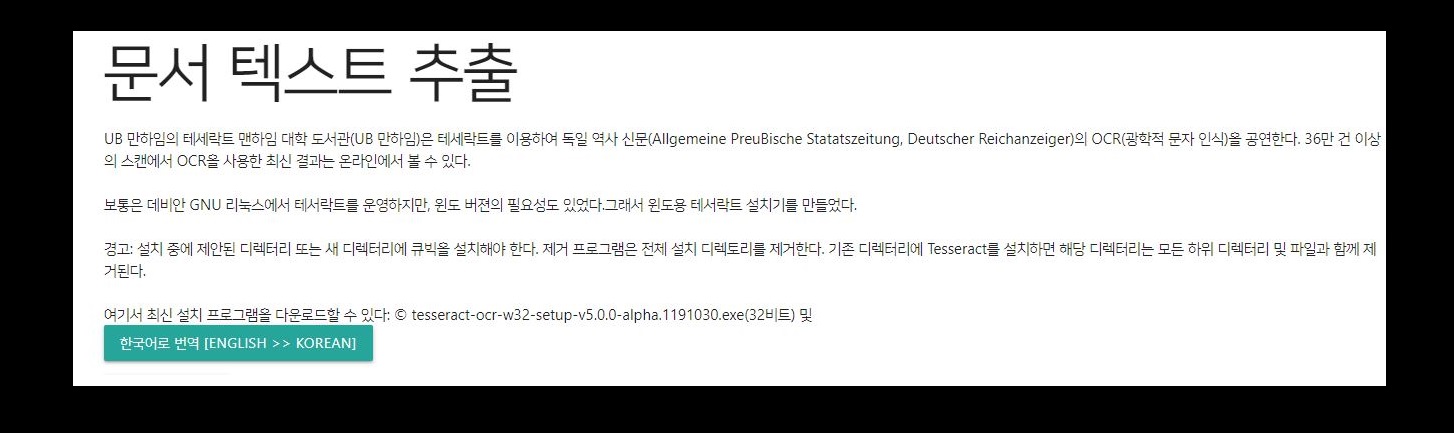 문서 텍스트 추출
UB 만하임의 테세락트 맨하임 대학 도서관(UB 만하임)은 테세락트를 이용하여 독일 역사 신문(Allgemeine PreuBische Statatszeitung, Deutscher Reichanzeiger)의 OCR(광학적 문자 인식)을 공연한다. 36만 건 이상
의 스캔에서 OCR을 사용한 최신 결과는 온라인에서 볼 수 있다.
보통은 데비안 GNU 리눅스에서 테서락트를 운영하지만, 윈도 버젼의 필요성도 있었다.그래서 윈도용 테서락트 설치기를 만들었다.
경고: 설치 중에 제안된 디렉터리 또는 새 디렉터리에 큐빅을 설치해야 한다. 제거 프로그램은 전체 설치 디렉토리를 제거한다. 기존 디렉터리에 Tesseract를 설치하면 해당 디렉터리는 모든 하위 디렉터리 및 파일과 함께 제
거된다.
여기서 최신 설치 프로그램을 다운로드할 수 있다: © tesseract-ocr-w32-setup-v5.0.0-alpha.1191030.exe(32비트) 및
한국어로 번역 [ENGLISH >> KOREAN]